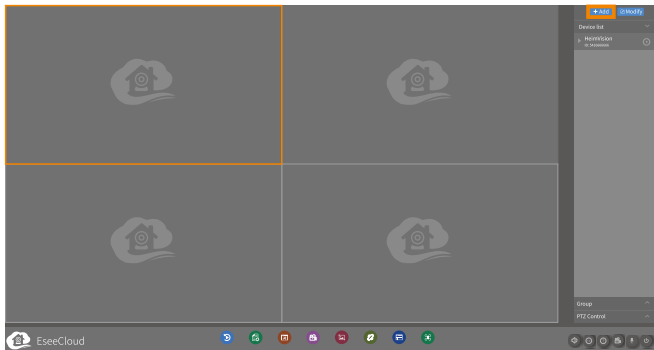 + Add Modify
Device list
HeimVision
Group
PTZ Control
EseeCloud